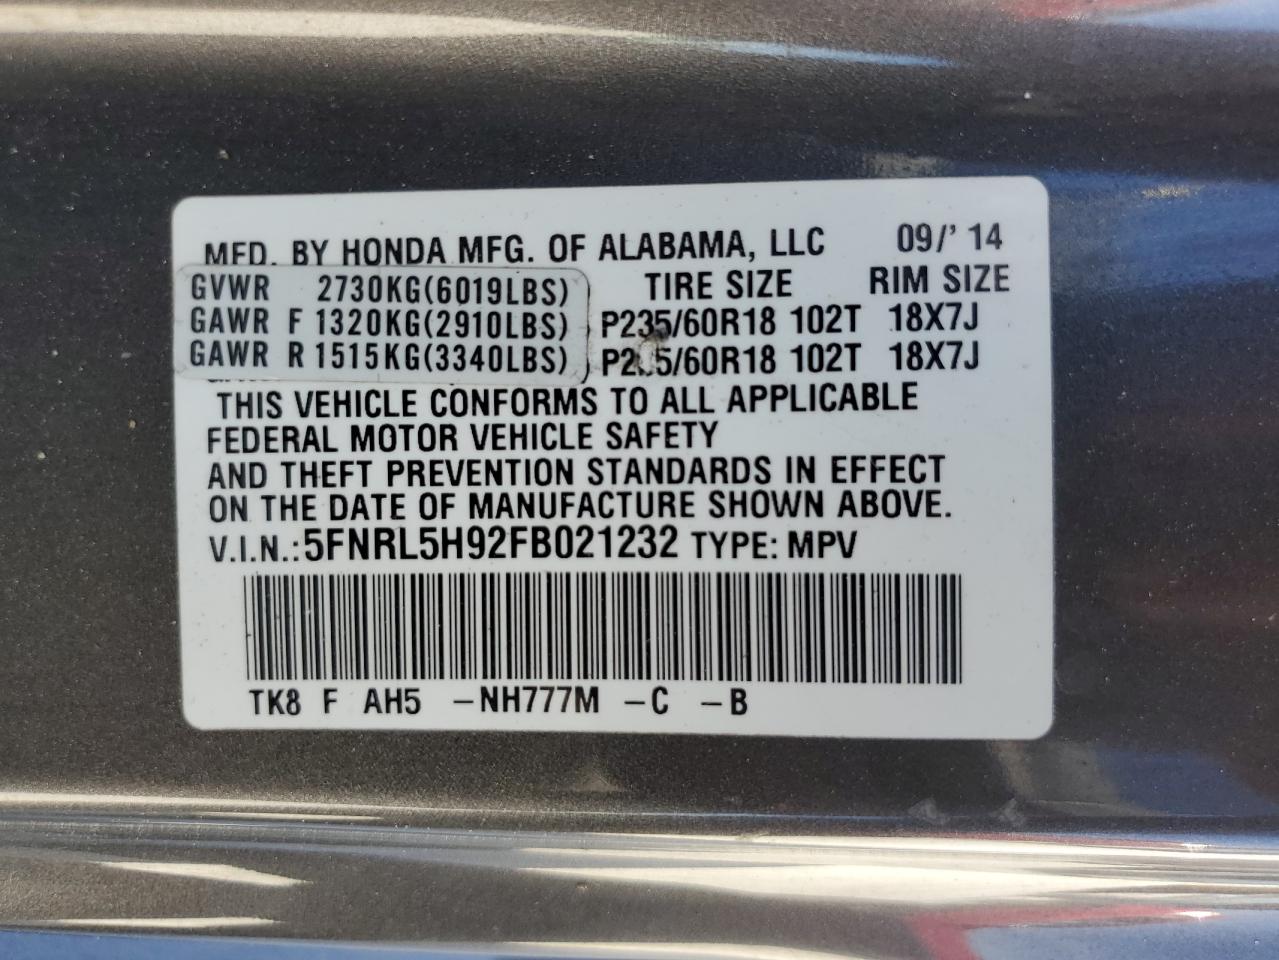 MFD. BY HONDA MFG. OF ALABAMA, LLC 09/' 14
GVWR 2730KG(6019LBS) TIRE SIZE RIM SIZE
GAWR F 1320KG(2910LBS) P235/60R18 102T 18X7J
GAWR R 1515KG(3340LBS) 102T 18X7J
THIS VEHICLE CONFORMS TO ALL APPLICABLE
FEDERAL MOTOR VEHICLE SAFETY
AND THEFT PREVENTION STANDARDS IN EFFECT
ON THE DATE OF MANUFACTURE SHOWN ABOVE.
V.I.N.: 5FNRL5H92FB021232 TYPE: MPV
TK8 F AH5 -NH777M -C -B